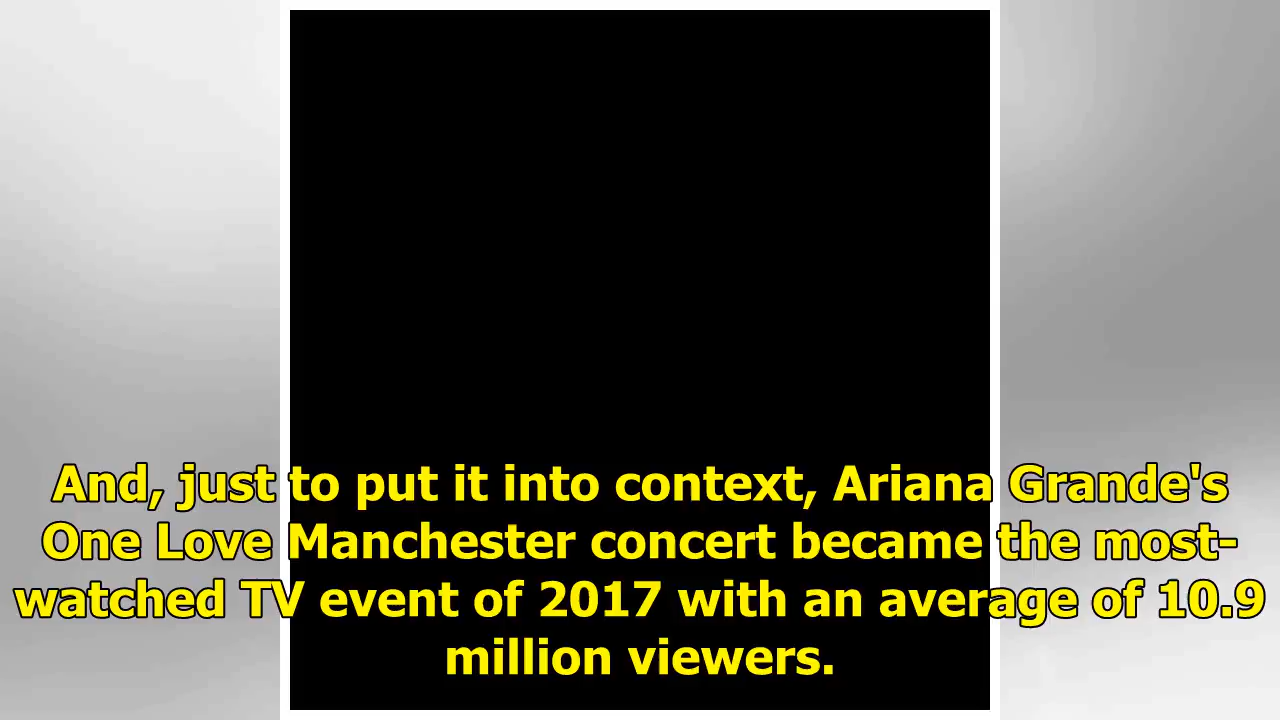 And, just to put it into context, Ariana Grande's
One Love Manchester concert became the most-
watched TV event of 2017 with an average of 10.9
million viewers.